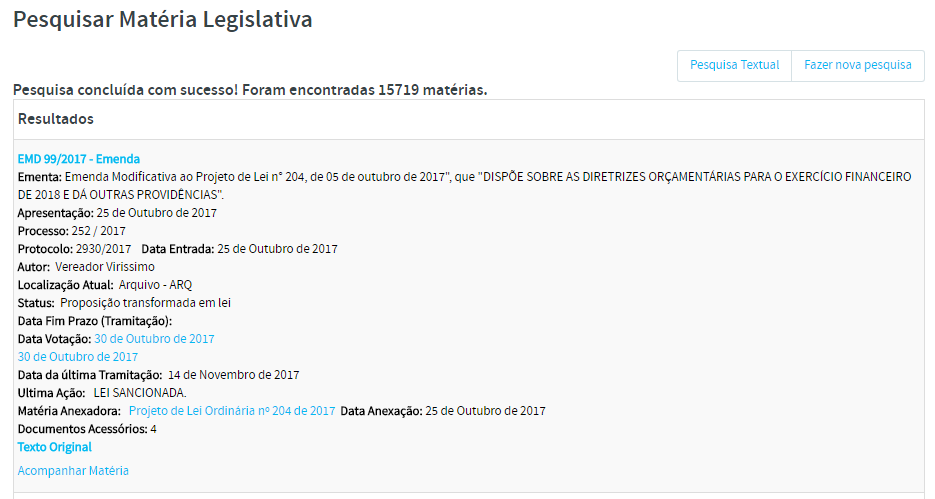 Pesquisar Matéria Legislativa
Pesquisa Textual
Fazer nova pesquisa
Pesquisa concluída com sucesso! Foram encontradas 15719 matérias.
Resultados
EMD 99/2017 - Emenda
Ementa: Emenda Modificativa ao Projeto de Lei n° 204, de 05 de outubro de 2017", que "DISPÕE SOBRE AS DIRETRIZES ORÇAMENTÁRIAS PARA O EXERCÍCIO FINANCEIRO
DE 2018 E DÁ OUTRAS PROVIDÊNCIAS".
Apresentação: 25 de Outubro de 2017
Processo: 252 / 2017
Protocolo: 2930/2017 Data Entrada: 25 de Outubro de 2017
Autor: Vereador Virissimo
Localização Atual: Arquivo - ARQ
Status: Proposição transformada em lei
Data Fim Prazo (Tramitação):
Data Votação: 30 de Outubro de 2017
30 de Outubro de 2017
Data da última Tramitação: 14 de Novembro de 2017
Ultima Ação: LEI SANCIONADA.
Matéria Anexadora: Projeto de Lei Ordinária nº 204 de 2017 Data Anexação: 25 de Outubro de 2017
Documentos Acessórios: 4
Texto Original
Acompanhar Matéria